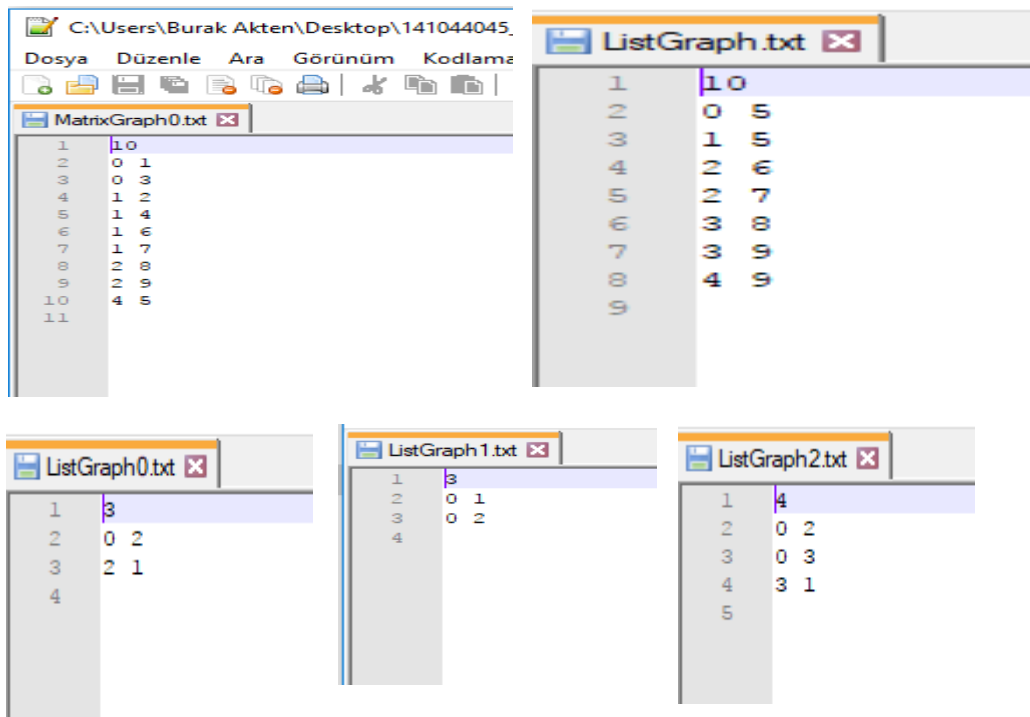 C:\Users\Burak Akten\Desktop\141044045_
Dosya Düzenle Ara Görünüm Kodlama
MatrixGraph0.txt
1 10
2 0 1
3 0 3
4 1 2
5 1 4
6 1 6
7 1 7
8 2 8
9 2 9
10 4 5
11
ListGraph.txt
1 10
2 0 5
3 1 5
4 2 6
5 2 7
6 3 8
7 3 9
8 4 9
9
ListGraph0.txt
1 3
2 0 2
3 2 1
4
ListGraph1.txt
1 3
2 0 1
3 0 2
4
ListGraph2.txt
1 4
2 0 2
3 0 3
4 3 1
5